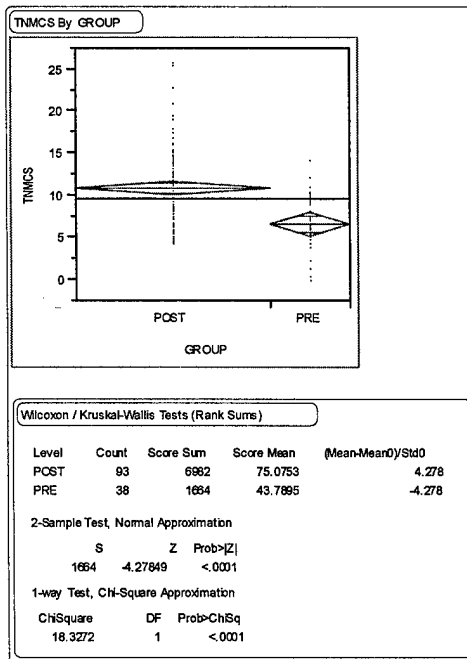 TNMCS By GROUP
25
20
15
10
5
0
TNMCS
POST PRE
GROUP
Wilcoxon / Kruskal-Wallis Tests (Rank Sums)
Level Count Score Sum Score Mean (Mean-Mean0)/Std0
POST 93 6982 75.0753 4.278
PRE 38 1664 43.7895 -4.278
2-Sample Test, Normal Approximation
S Z Prob>|Z|
1664 -4.27849 <.0001
1-way Test, Chi-Square Approximation
ChiSquare DF Prob>ChiSq
18.3272 1 <.0001